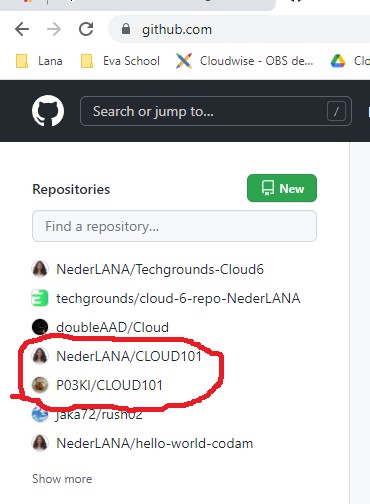 github.com
Lana Eva School Cloudwise - OBS de... Clo
Search or jump to... /
Repositories New
Find a repository...
NederLANA/Techgrounds-Cloud6
techgrounds/cloud-6-repo-NederLANA
doubleAAD/Cloud
NederLANA/CLOUD101
P03KI/CLOUD101
jaka72/rush02
NederLANA/hello-world-codam
Show more